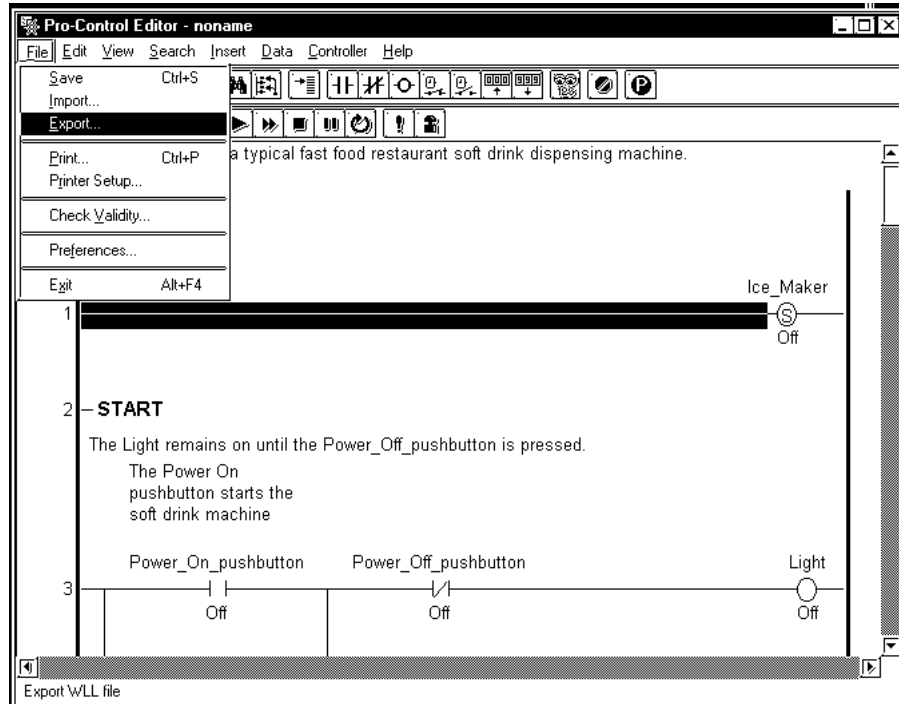 Pro-Control Editor - noname
File Edit View Search Insert Data Controller Help
Save Ctrl+S
Import...
Export...
Print... Ctrl+P
Printer Setup...
Check Validity...
Preferences...
Exit Alt+F4
a typical fast food restaurant soft drink dispensing machine.
Ice_Maker
1
S
Off
2 START
The Light remains on until the Power_Off_pushbutton is pressed.
The Power On
pushbutton starts the
soft drink machine
Power_On_pushbutton Power_Off_pushbutton Light
3
Off Off Off
Export WLL file